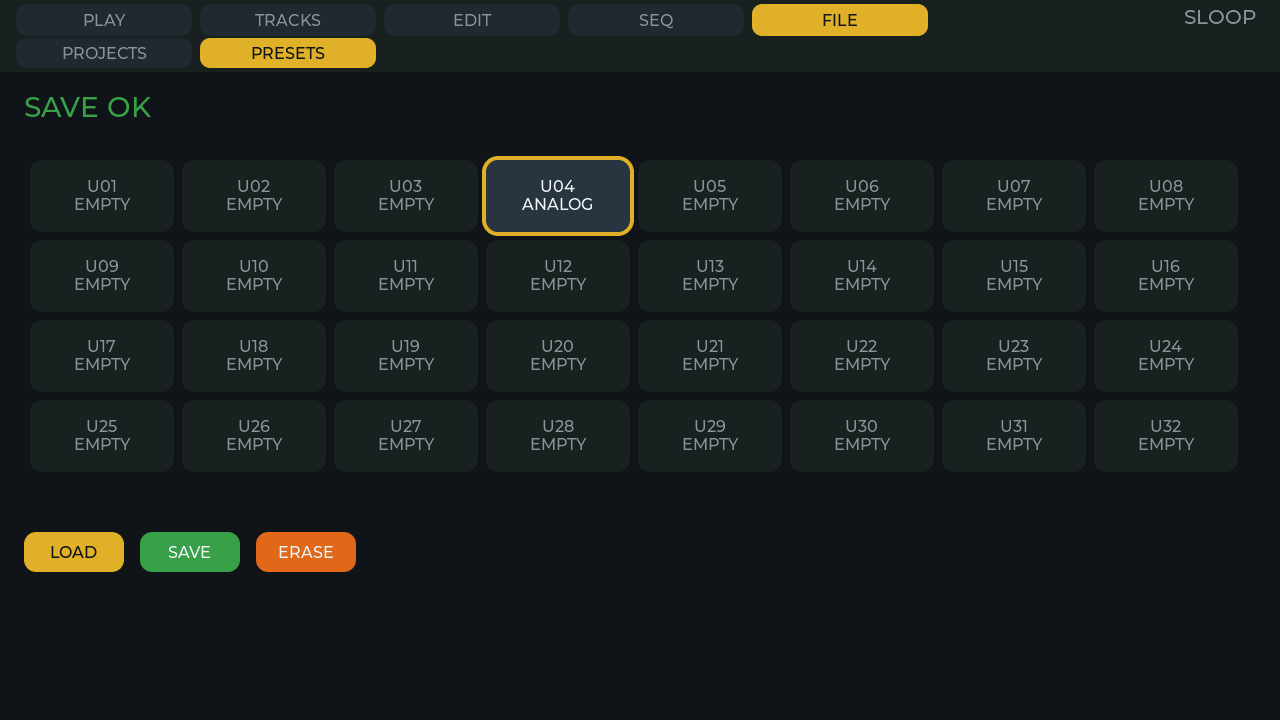 PLAY TRACKS EDIT SEQ FILE SLOOP
PROJECTS PRESETS
SAVE OK
U01 U02 U03 U04 U05 U06 U07 U08
EMPTY EMPTY EMPTY ANALOG EMPTY EMPTY EMPTY EMPTY
U09 U10 U11 U12 U13 U14 U15 U16
EMPTY EMPTY EMPTY EMPTY EMPTY EMPTY EMPTY EMPTY
U17 U18 U19 U20 U21 U22 U23 U24
EMPTY EMPTY EMPTY EMPTY EMPTY EMPTY EMPTY EMPTY
U25 U26 U27 U28 U29 U30 U31 U32
EMPTY EMPTY EMPTY EMPTY EMPTY EMPTY EMPTY EMPTY
LOAD SAVE ERASE